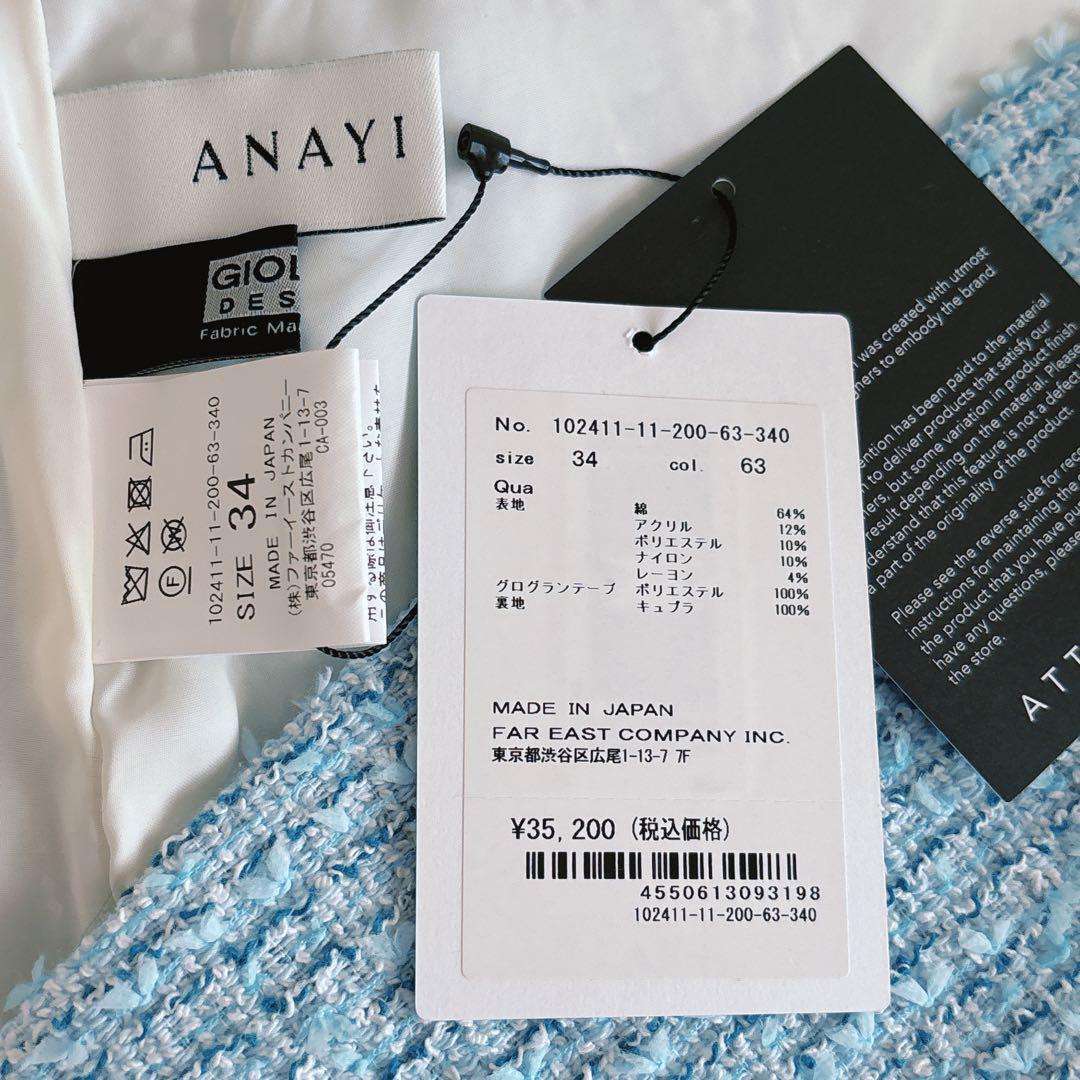 ANAYI
DES
Fabric
102411-11-200-63-340
SIZE 34
MADE IN JAPAN
(株)ファーイーストカンパニー
東京都渋谷区広尾1-13-7
05470
CA-003
No. 102411-11-200-63-340
size 34 col. 63
Qua
表地 綿 64%
アクリル 12%
ポリエステル 10%
ナイロン 10%
レーヨン 4%
グログランテープ ポリエステル 100%
裏地 キュプラ 100%
MADE IN JAPAN
FAR EAST COMPANY INC.
東京都渋谷区広尾1-13-7 7F
¥35,200 (税込価格)
4550613093198
102411-11-200-63-340
was created with utmost
to embody the brand
has been paid to the material
to deliver products that satisfy our
but some variation in product finish
result depending on the material. Please
that this feature is not a defect
a part of the originality of the product.
Please see the reverse side for
instructions for maintaining the
the product that you have
have any questions, please
the store.